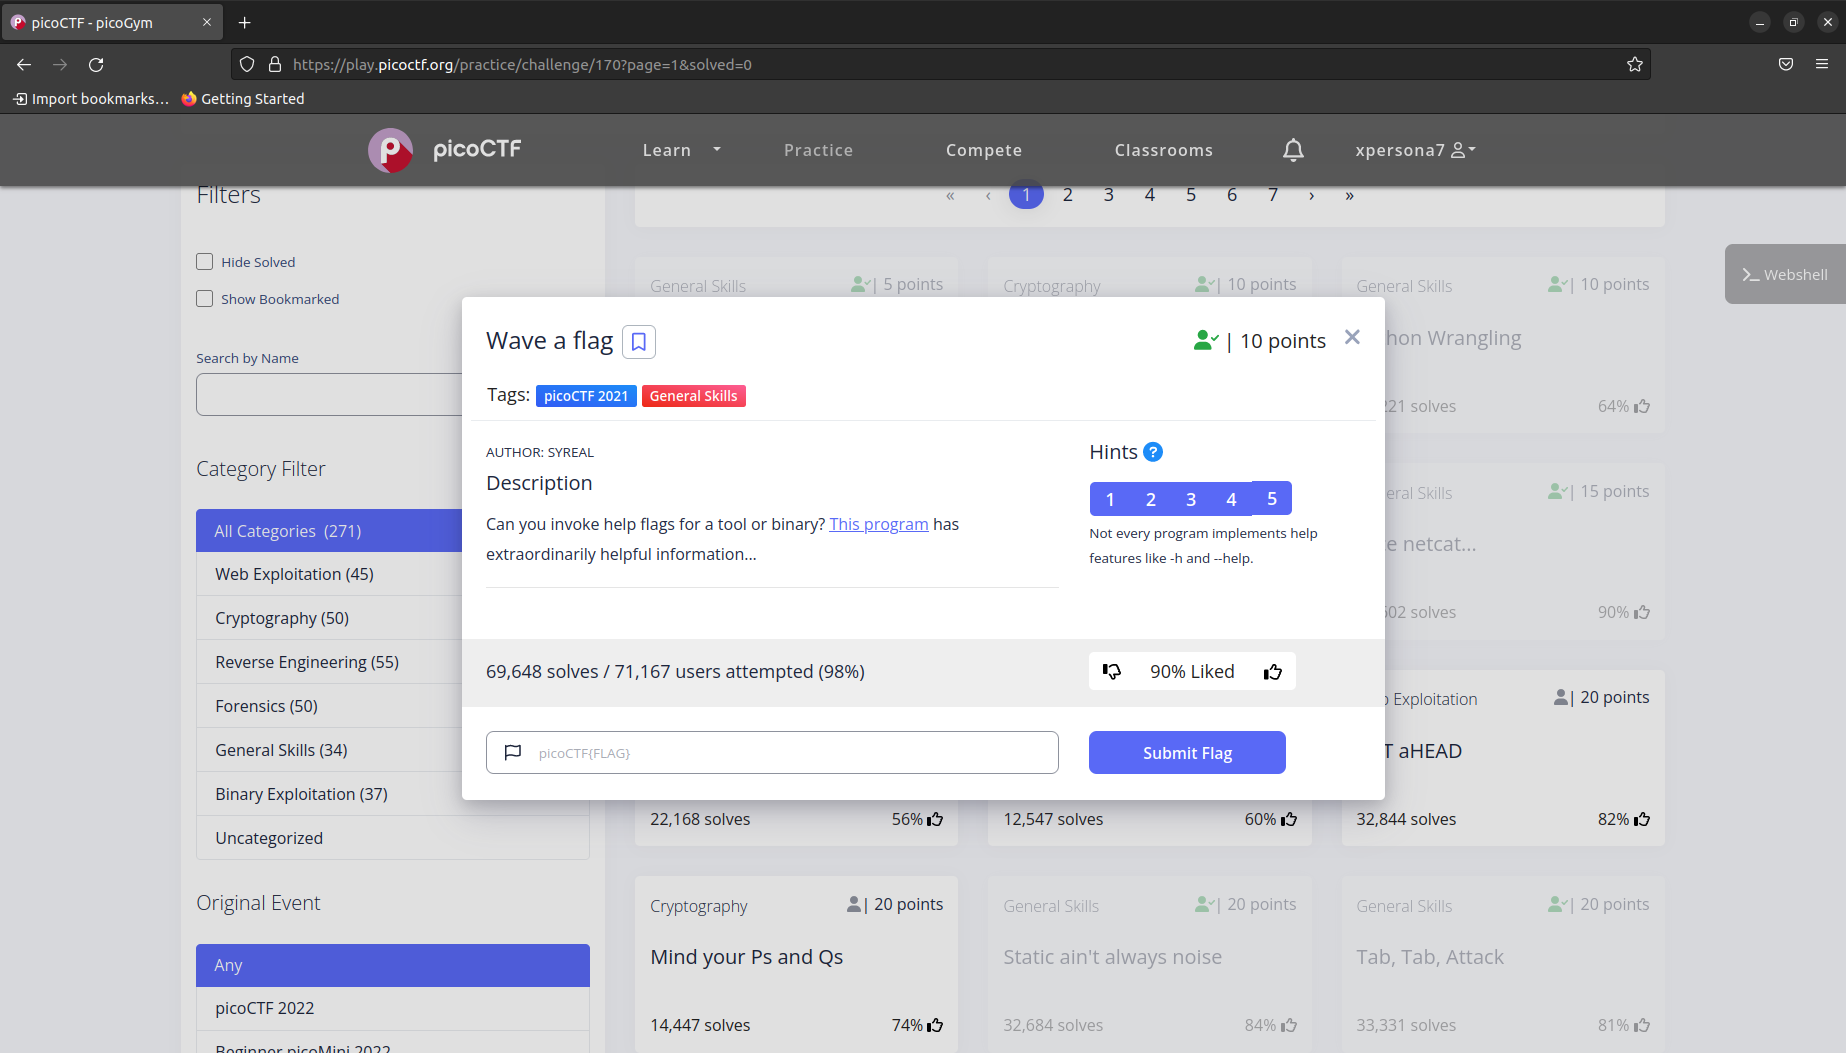 picoCTF - picoGym
https://play.picoctf.org/practice/challenge/170?page=1&solved=0
Import bookmarks...
Getting Started
picoCTF
Learn
Practice
Compete
Classrooms
xpersona7
Filters
Hide Solved
Show Bookmarked
Search by Name
Category Filter
All Categories (271)
Web Exploitation (45)
Cryptography (50)
Reverse Engineering (55)
Forensics (50)
General Skills (34)
Binary Exploitation (37)
Uncategorized
Original Event
Any
picoCTF 2022
Beginner picoMini 2022
« ‹ 1 2 3 4 5 6 7 › »
Webshell
General Skills | 5 points
Cryptography | 10 points
General Skills | 10 points
hon Wrangling
221 solves 64%
eral Skills | 15 points
e netcat...
602 solves 90%
Exploitation | 20 points
T aHEAD
Wave a flag
| 10 points
Tags: picoCTF 2021 General Skills
AUTHOR: SYREAL
Description
Can you invoke help flags for a tool or binary? This program has
extraordinarily helpful information...
Hints ?
1 2 3 4 5
Not every program implements help
features like -h and --help.
69,648 solves / 71,167 users attempted (98%)
90% Liked
picoCTF{FLAG}
Submit Flag
22,168 solves 56%
12,547 solves 60%
32,844 solves 82%
Cryptography | 20 points
Mind your Ps and Qs
14,447 solves 74%
General Skills | 20 points
Static ain't always noise
32,684 solves 84%
General Skills | 20 points
Tab, Tab, Attack
33,331 solves 81%